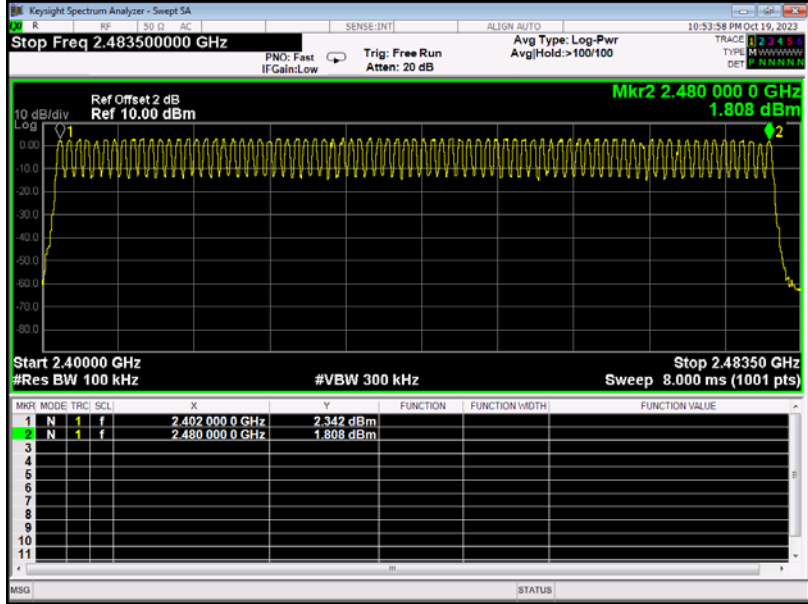 Keysight Spectrum Analyzer - Swept SA
R RF 50 Ω AC SENSE:INT ALIGN AUTO 10:53:58 PM Oct 19, 2023
Stop Freq 2.483500000 GHz
PNO: Fast Trig: Free Run Avg Type: Log-Pwr TRACE 1 2 3 4 5 6
IFGain:Low Atten: 20 dB Avg|Hold:>100/100 TYPE M
DET P N N N N N
Mkr2 2.480 000 0 GHz
1.808 dBm
Ref Offset 2 dB
10 dB/div Ref 10.00 dBm
Log
1 2
0.00
-10.0
-20.0
-30.0
-40.0
-50.0
-60.0
-70.0
-80.0
Start 2.40000 GHz Stop 2.48350 GHz
#Res BW 100 kHz #VBW 300 kHz Sweep 8.000 ms (1001 pts)
MKR MODE TRC SCL X Y FUNCTION FUNCTION WIDTH FUNCTION VALUE
1 N 1 f 2.402 000 0 GHz 2.342 dBm
2 N 1 f 2.480 000 0 GHz 1.808 dBm
3
4
5
6
7
8
9
10
11
MSG STATUS